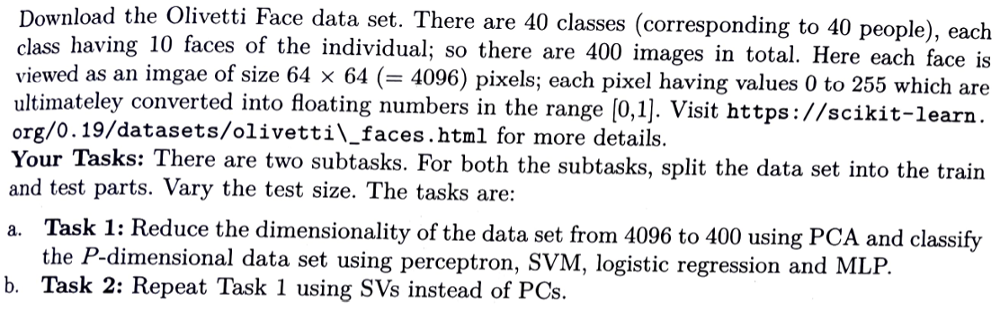 Download the Olivetti Face data set. There are 40 classes (corresponding to 40 people), each
class having 10 faces of the individual; so there are 400 images in total. Here each face is
viewed as an imgae of size 64 × 64 (= 4096) pixels; each pixel having values 0 to 255 which are
ultimateley converted into floating numbers in the range [0,1]. Visit https://scikit-learn.
org/0.19/datasets/olivetti\_faces.html for more details.
Your Tasks: There are two subtasks. For both the subtasks, split the data set into the train
and test parts. Vary the test size. The tasks are:
a. Task 1: Reduce the dimensionality of the data set from 4096 to 400 using PCA and classify
the P-dimensional data set using perceptron, SVM, logistic regression and MLP.
b. Task 2: Repeat Task 1 using SVs instead of PCs.